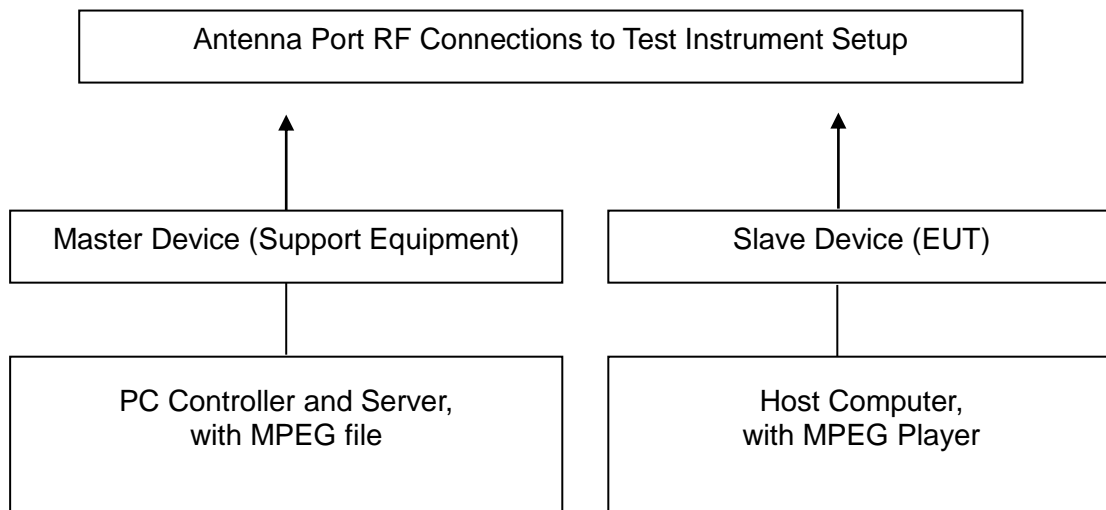 Antenna Port RF Connections to Test Instrument Setup
Master Device (Support Equipment)
Slave Device (EUT)
PC Controller and Server,
with MPEG file
Host Computer,
with MPEG Player